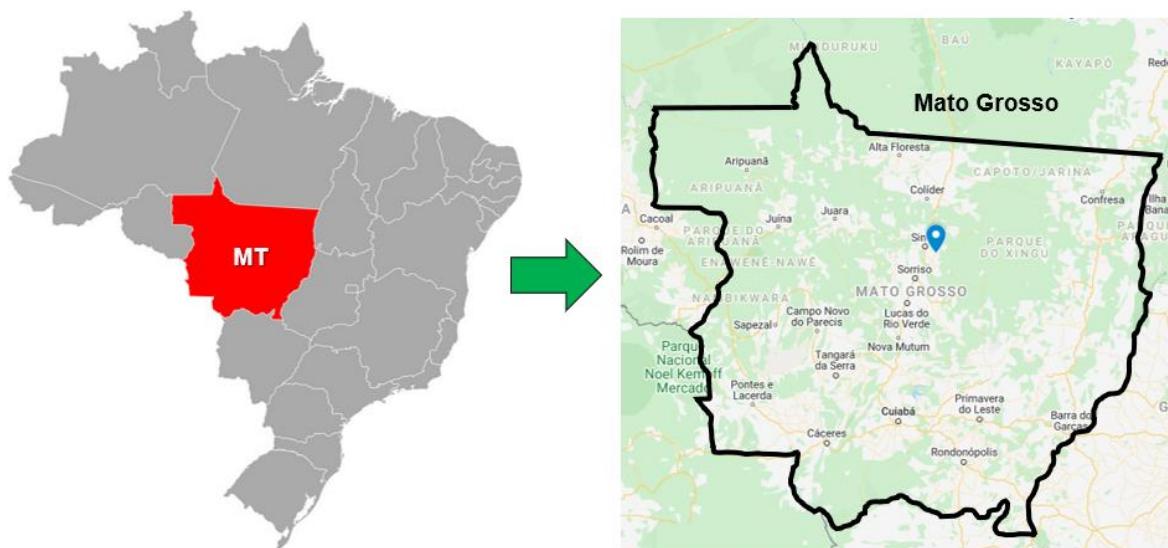 MT
MUNDURUKU
BAÚ
KAYAPÓ
Mato Grosso
Alta Floresta
Aripuanã
CAPOTO/JARINA
ARIPUANÃ
Colíder
Confresa
Ilha
Bana
Cacoal
Juína
Juara
Rolim de
Moura
PARQUE DO
ARIPUANÃ
Sin
PARQUE
DO XINGU
ENAWENÊ-NAWÊ
Sorriso
MATO GROSSO
Lucas do
Rio Verde
Campo Novo
do Parecis
Sapezal
Nova Mutum
Parque
Nacional
Noel Kempff
Mercado
Tangará
da Serra
Pontes e
Lacerda
Primavera
do Leste
Cuiabá
Barra do
Garças
Cáceres
Rondonópolis